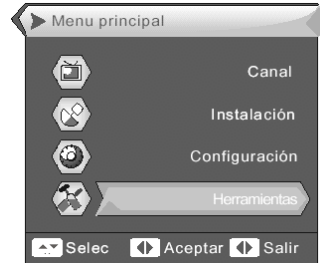 Menu principal
Canal
Instalación
Configuración
Herramientas
Selec Aceptar Salir